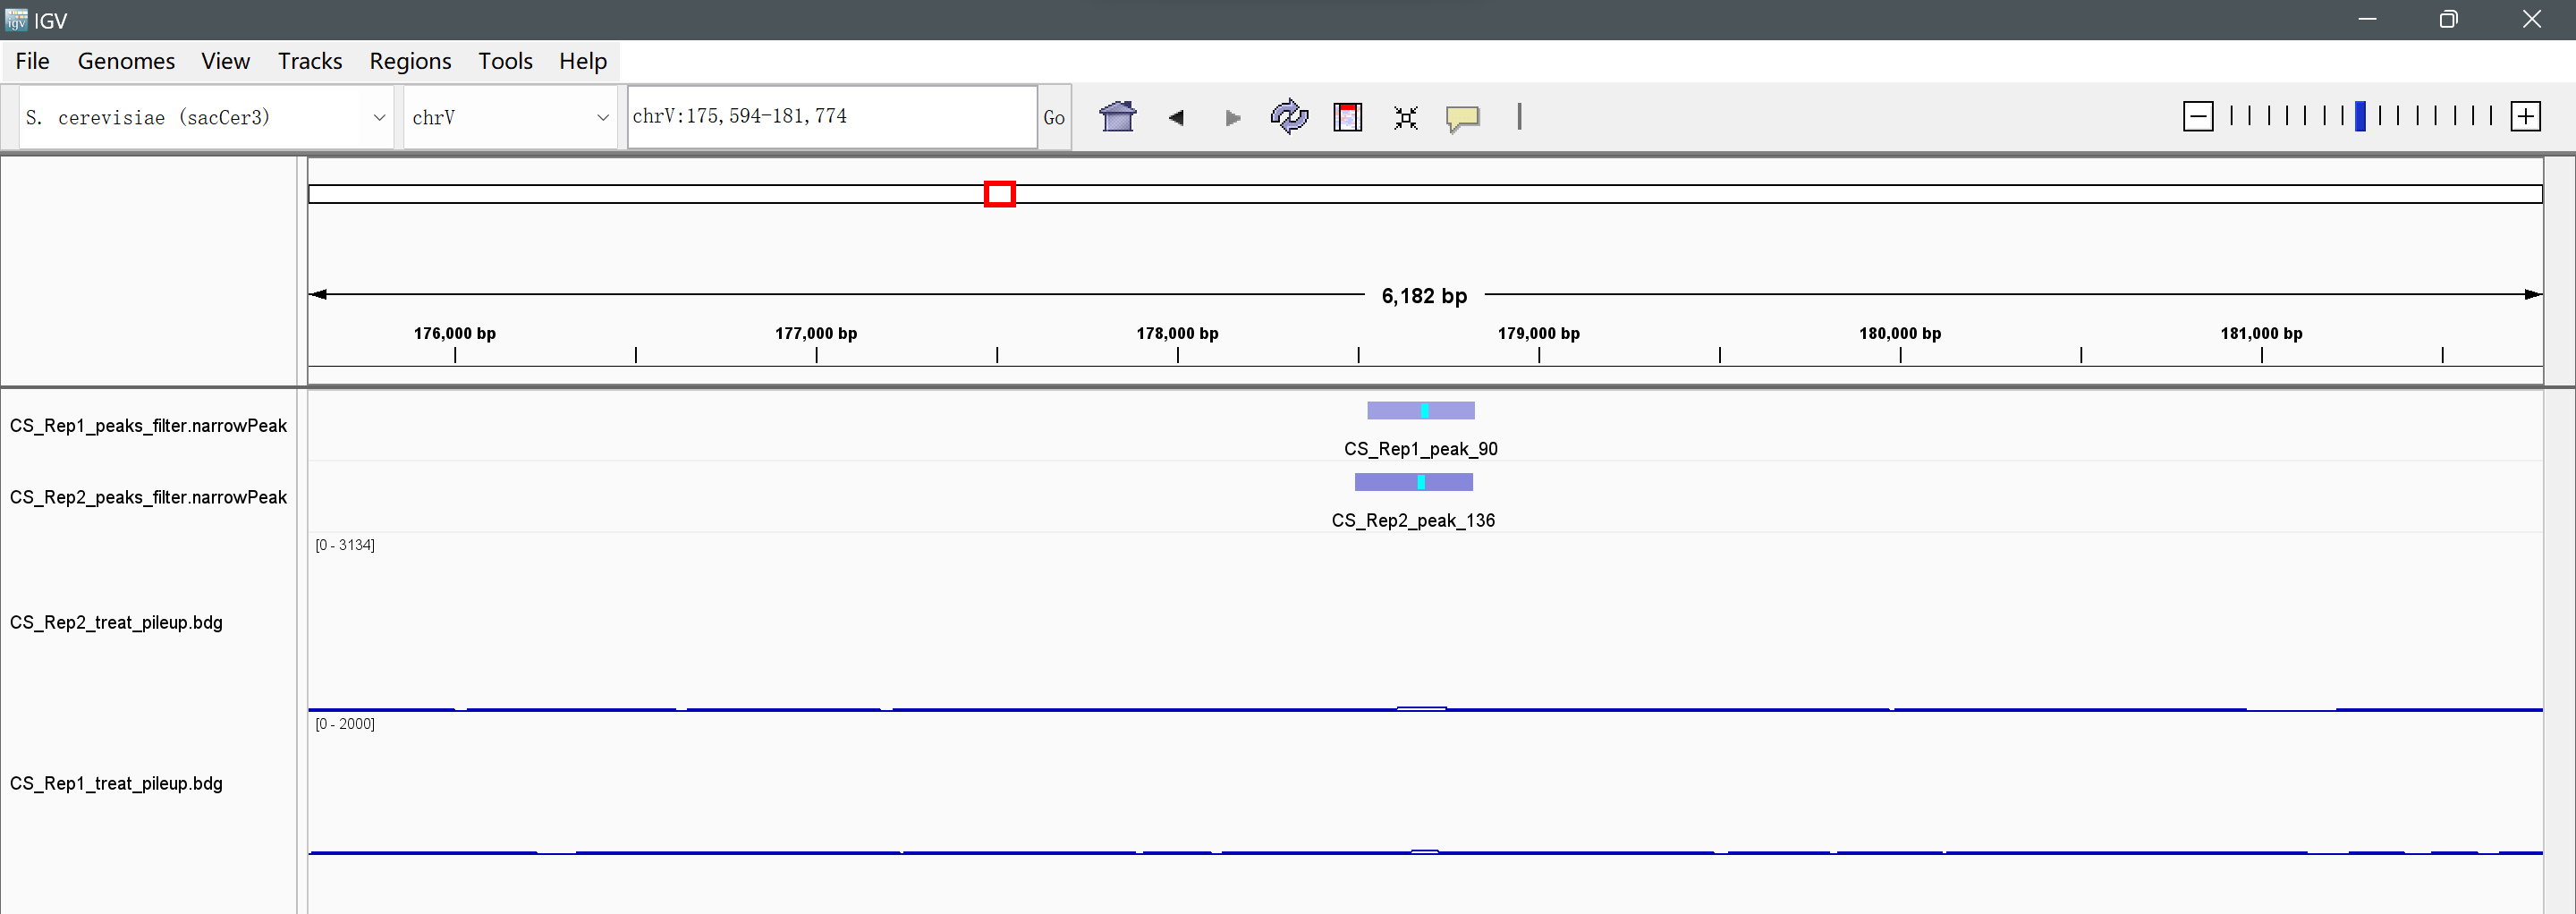 igv IGV
File Genomes View Tracks Regions Tools Help
S. cerevisiae (sacCer3) chrV chrV:175,594-181,774 Go
6,182 bp
176,000 bp 177,000 bp 178,000 bp 179,000 bp 180,000 bp 181,000 bp
CS_Rep1_peaks_filter.narrowPeak
CS_Rep1_peak_90
CS_Rep2_peaks_filter.narrowPeak
CS_Rep2_peak_136
[0 - 3134]
CS_Rep2_treat_pileup.bdg
[0 - 2000]
CS_Rep1_treat_pileup.bdg